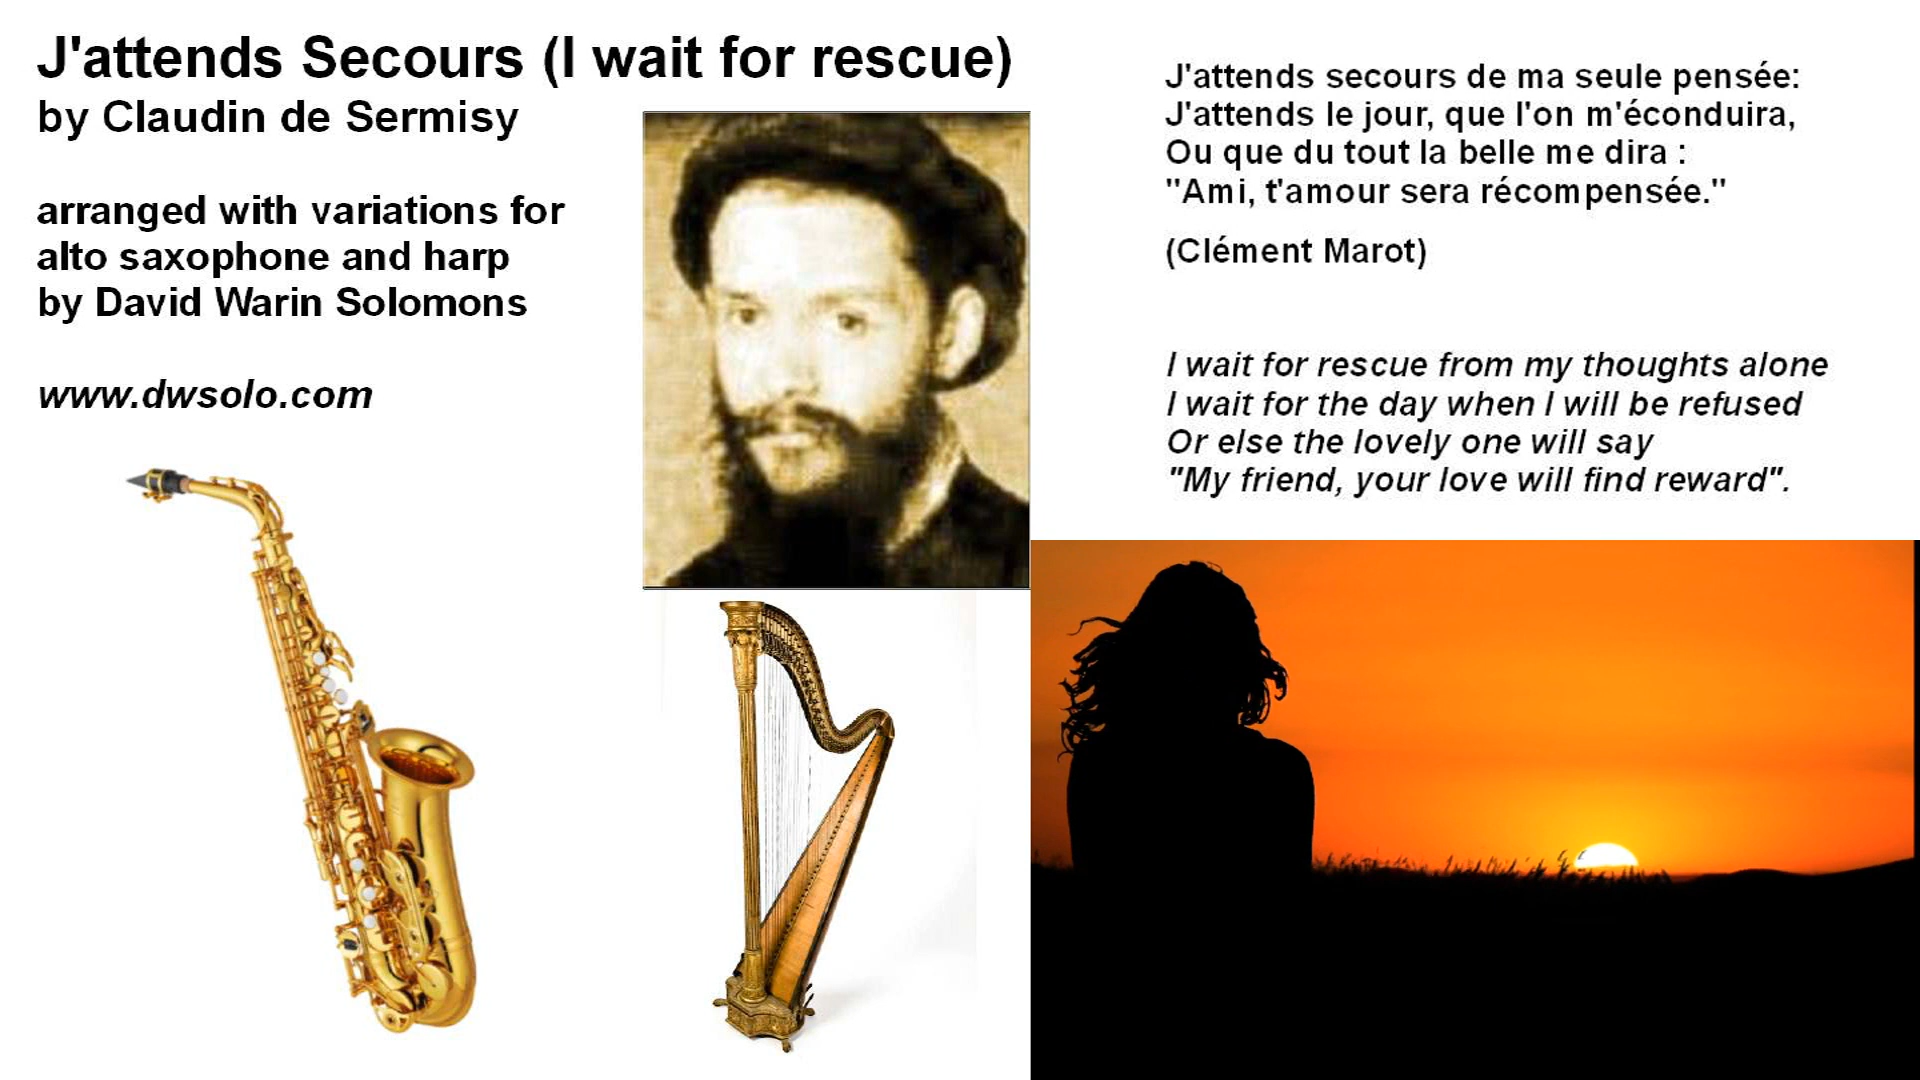 J'attends Secours (I wait for rescue)
by Claudin de Sermisy
arranged with variations for
alto saxophone and harp
by David Warin Solomons
www.dwsolo.com
J'attends secours de ma seule pensée:
J'attends le jour, que l'on m'éconduira,
Ou que du tout la belle me dira :
"Ami, t'amour sera récompensée."
(Clément Marot)
I wait for rescue from my thoughts alone
I wait for the day when I will be refused
Or else the lovely one will say
"My friend, your love will find reward".